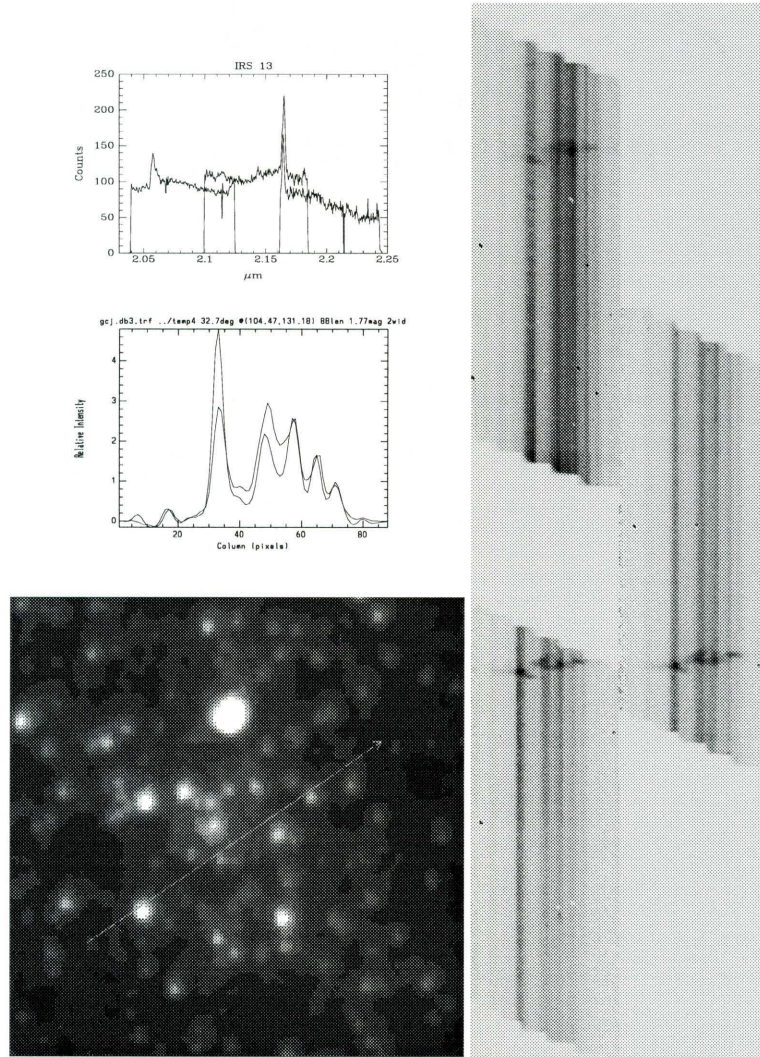 IRS 13
250
200
150
100
50
0
Counts
2.05 2.1 2.15 2.2 2.25
μm
gcj.db3.trf ../temp4 32.7deg @(104.47,131.18) 88len 1.77mag 2wid
4
3
2
1
0
Relative Intensity
20 40 60 80
Column (pixels)